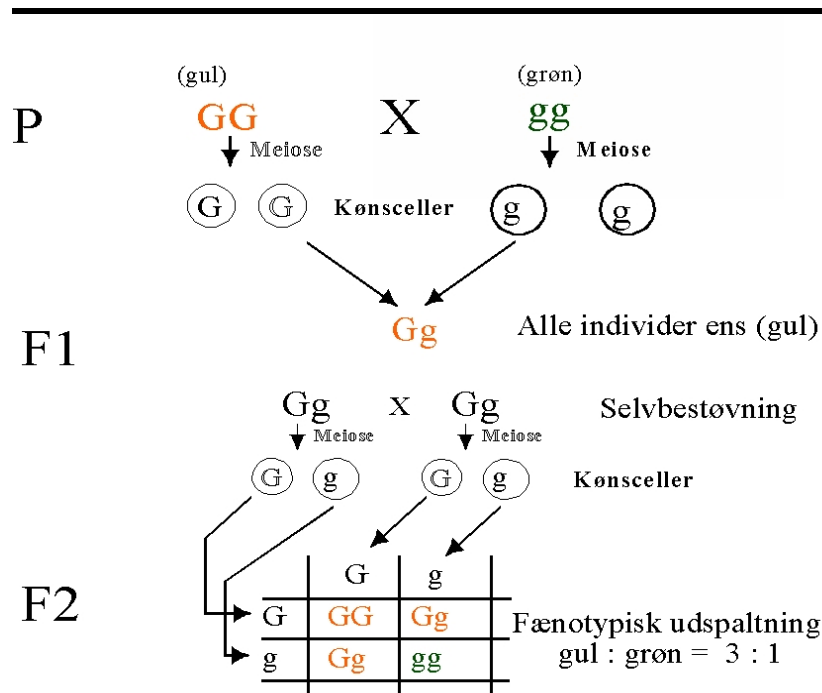 (gul) (grøn)
P GG X gg
Meiose Meiose
G G Kønsceller g g
F1 Gg Alle individer ens (gul)
Gg x Gg Selvbestøvning
Meiose Meiose
G g G g Kønsceller
G g
F2 G GG Gg Fænotypisk udspaltning
g Gg gg gul : grøn = 3 : 1